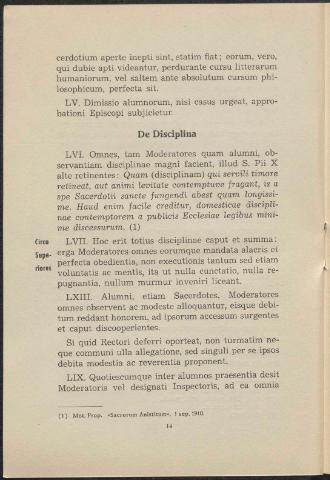 cerdotium aperte inepti sint, statim fiat; eorum, vero,
qui dubie apti videantur, perdurante cursu litterarum
humaniorum, vel saltem ante absolutum cursum phi-
losophicum, perfecta sit.
LV. Dimissio alumnorum, nisi casus urgeat, appro-
bationi Episcopi subjicietur.
De Disciplina
LVI. Omnes, tam Moderatores quam alumni, ob-
servantiam disciplinae magni facient, illud S. Pii X
alte retinentes: Quam (disciplinam) qui servili timore
retineat, aut animi levitate contemptuve fragant, is a
spe Sacerdotis sancte fungendi abest quam longissi-
me. Haud enim facile creditur, domesticae discipli-
nae contemptorem a publicis Ecclesiae legibus mini-
me discessurum. (1)
Circa Supe- riores
LVII. Hoc erit totius disciplinae caput et summa:
erga Moderatores omnes eorumque mandata alacris et
perfecta obedientia, non executionis tantum sed etiam
voluntatis ac mentis, ita ut nulla cunctatio, nulla re-
pugnantia, nullum murmur inveniri liceant.
LXIII. Alumni, etiam Sacerdotes, Moderatores
omnes observent ac modeste alloquantur, eisque debi-
tum reddant honorem, ad ipsorum accessum surgentes
et caput discooperientes.
Si quid Rectori deferri oporteat, non turmatim ne-
que communi ulla allegatione, sed singuli per se ipsos
debita modestia ac reverentia proponent.
LIX. Quotiescumque inter alumnos praesentia desit
Moderatoris vel designati Inspectoris, ad ea omnia
(1) Mot. Prop. «Sacrorum Antistitum», 1 sep. 1910.
14